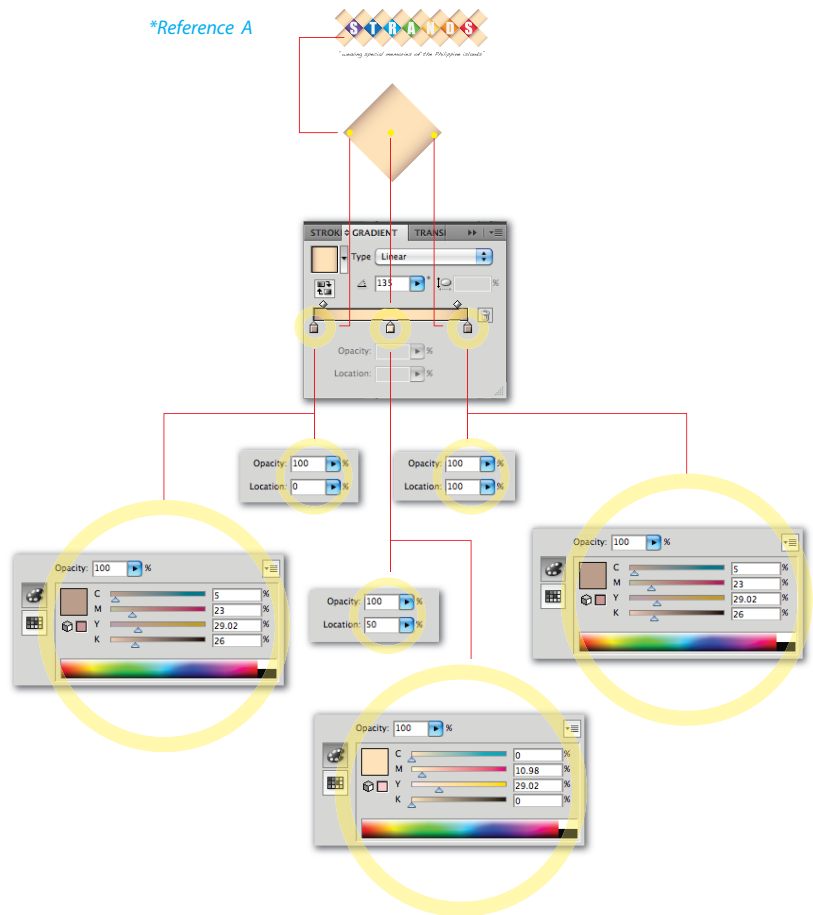 *Reference A
STRANDS
"wearing special memories of the Philippine islands"
STROK GRADIENT TRANSI
Type Linear
135 ° %
Opacity: %
Location: %
Opacity: 100 %
Location: 0 %
Opacity: 100 %
Location: 100 %
Opacity: 100 %
C 5 %
M 23 %
Y 29.02 %
K 26 %
Opacity: 100 %
C 5 %
M 23 %
Y 29.02 %
K 26 %
Opacity: 100 %
Location: 50 %
Opacity: 100 %
C 0 %
M 10.98 %
Y 29.02 %
K 0 %